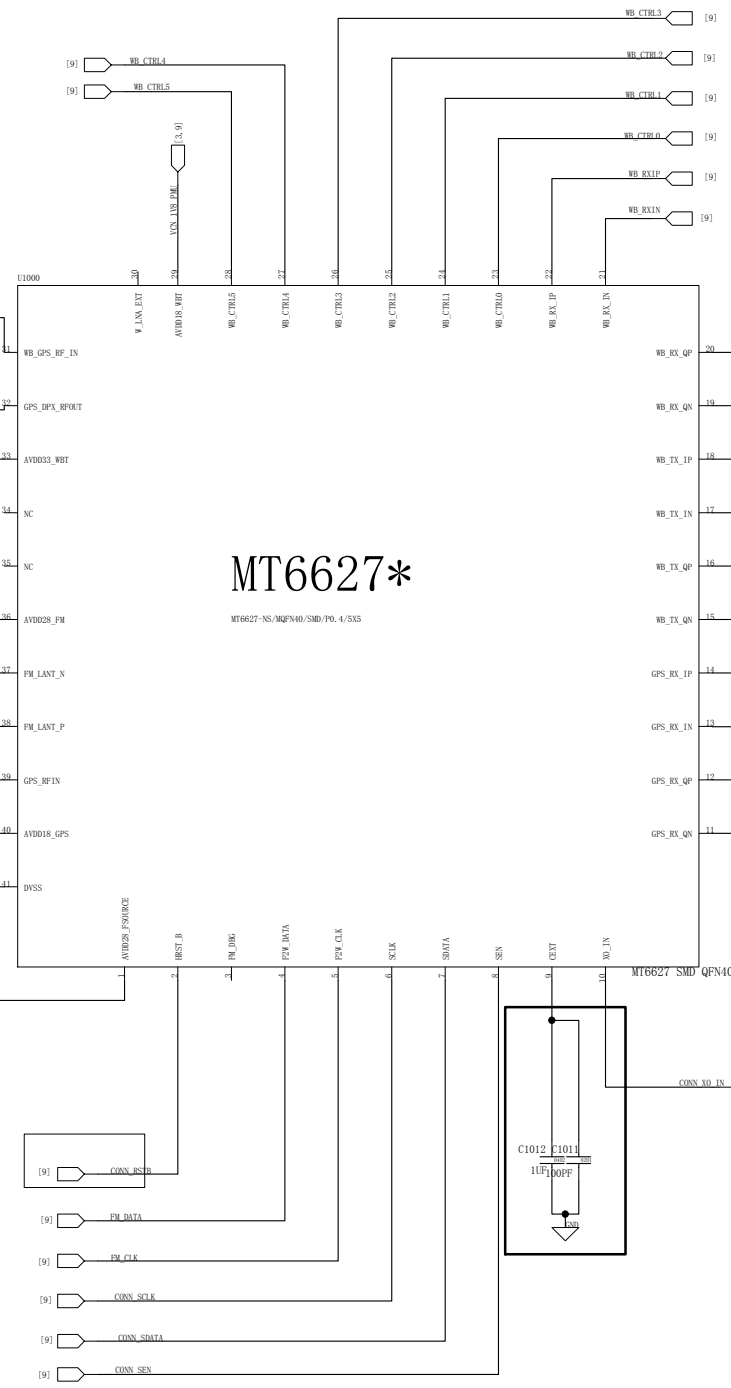 WB_CTRL3 [9]
[9] WB_CTRL4
WB_CTRL2 [9]
[9] WB_CTRL5
WB_CTRL1 [9]
[3, 9]
WB_CTRL0 [9]
WB_RXIP [9]
VCN_1V8_PMU
WB_RXIN [9]
U1000
30 29 28 27 26 25 24 23 22 21
W_LNA_EXT AVDD18_WBT WB_CTRL5 WB_CTRL4 WB_CTRL3 WB_CTRL2 WB_CTRL1 WB_CTRL0 WB_RX_IP WB_RX_IN
31 WB_GPS_RF_IN WB_RX_QP 20
32 GPS_DPX_RFOUT WB_RX_QN 19
33 AVDD33_WBT WB_TX_IP 18
34 NC WB_TX_IN 17
35 NC WB_TX_QP 16
MT6627*
36 AVDD28_FM WB_TX_QN 15
MT6627-NS/MQFN40/SMD/P0.4/5X5
37 FM_LANT_N GPS_RX_IP 14
38 FM_LANT_P GPS_RX_IN 13
39 GPS_RFIN GPS_RX_QP 12
40 AVDD18_GPS GPS_RX_QN 11
41 DVSS
AVDD28_FSOURCE HRST_B FM_DBG F2W_DATA F2W_CLK SCLK SDATA SEN CEXT XO_IN
1 2 3 4 5 6 7 8 9 10
MT6627 SMD QFN40
CONN_XO_IN
C1012 C1011
0402 0201
1UF 100PF
[9] CONN_RSTB
[9] FM_DATA
GND
[9] FM_CLK
[9] CONN_SCLK
[9] CONN_SDATA
[9] CONN_SEN